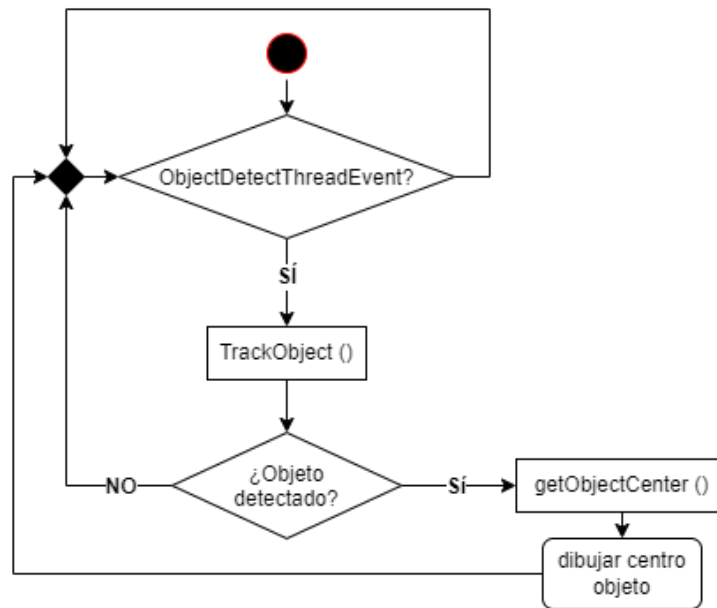 ObjectDetectThreadEvent?
SÍ
TrackObject ()
¿Objeto
detectado?
NO
Sí
getObjectCenter ()
dibujar centro
objeto